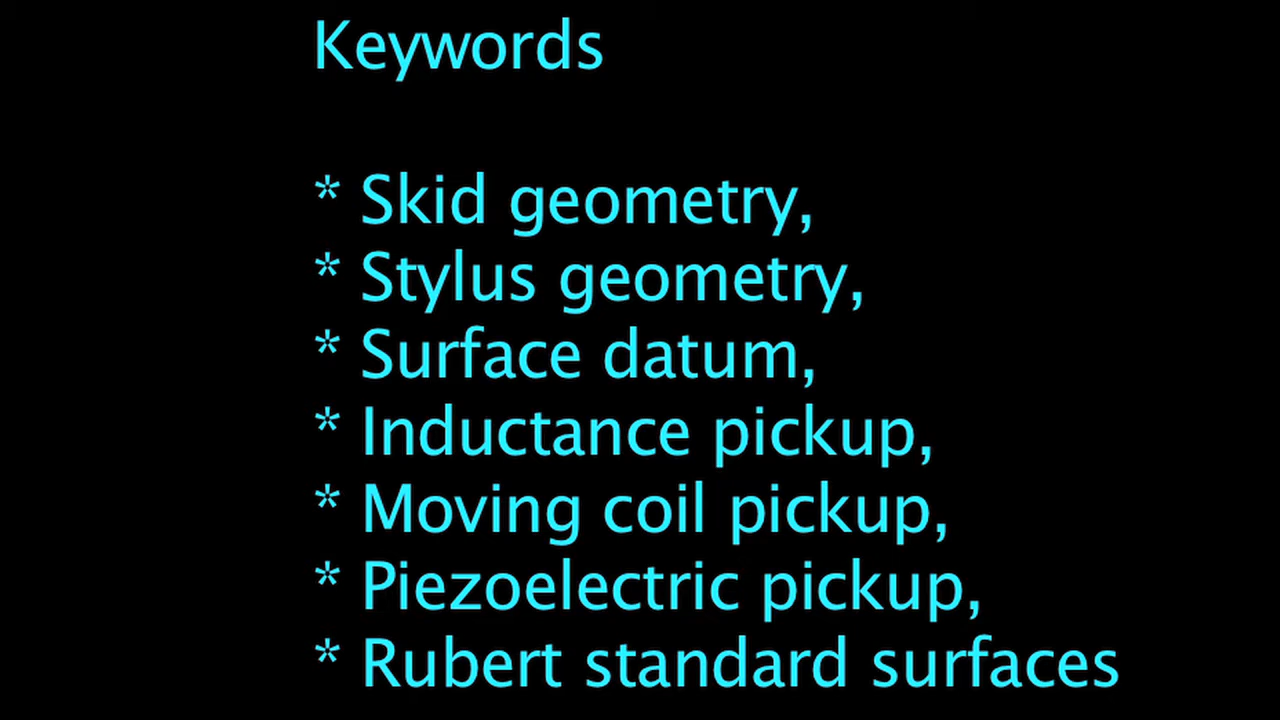 Keywords
* Skid geometry,
* Stylus geometry,
* Surface datum,
* Inductance pickup,
* Moving coil pickup,
* Piezoelectric pickup,
* Rubert standard surfaces